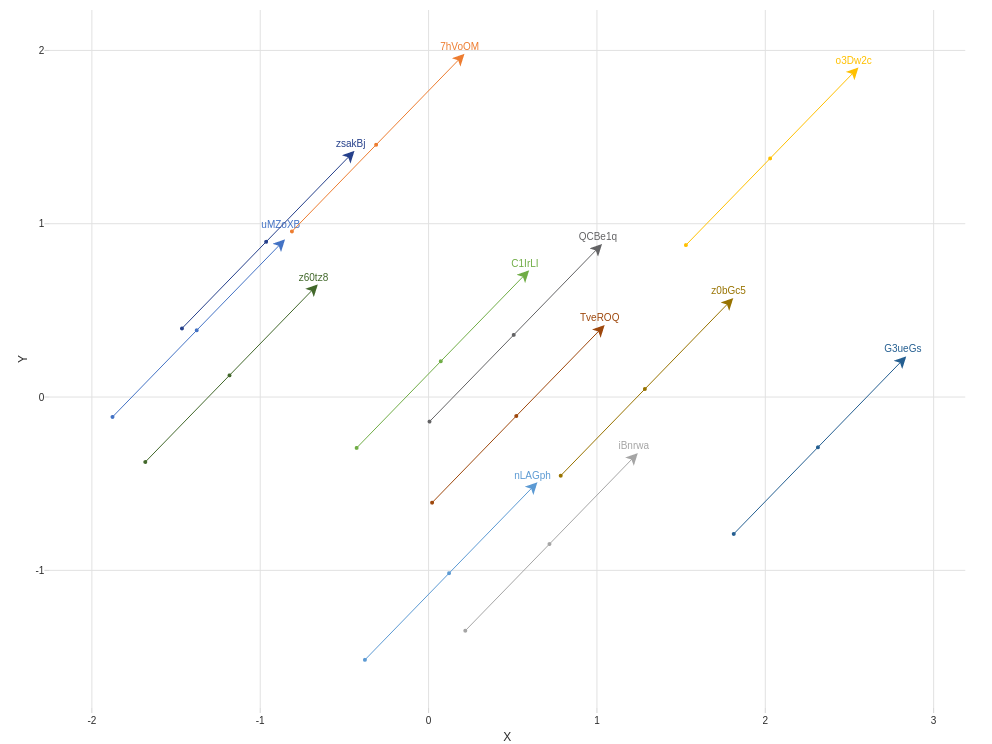 7hVoOM
2
o3Dw2c
zsakBj
uMZoXB
1
QCBe1q
C1IrLI
z60tz8
z0bGc5
TveROQ
G3ueGs
Y
0
iBnrwa
nLAGph
-1
-2
-1
0
1
2
3
X